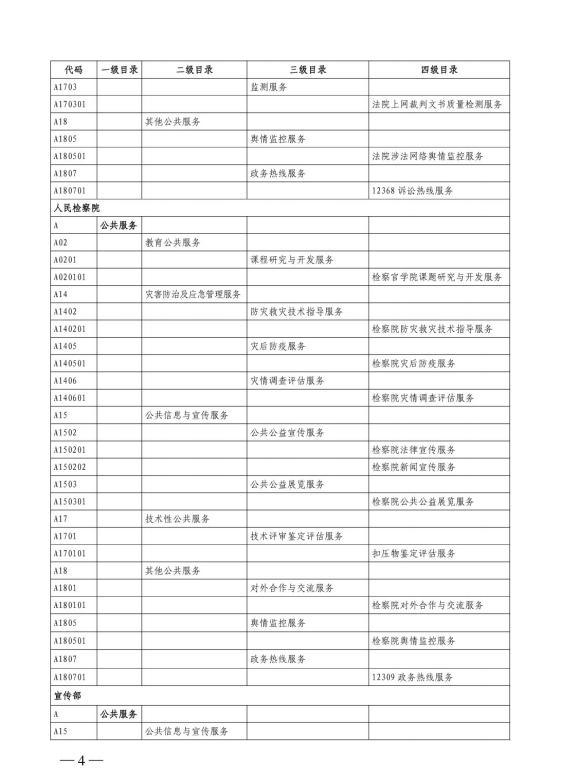 代码 一级目录 二级目录 三级目录 四级目录
A1703 监测服务
A170301 法院上网裁判文书质量检测服务
A18 其他公共服务
A1805 舆情监控服务
A180501 法院涉法网络舆情监控服务
A1807 政务热线服务
A180701 12368 诉讼热线服务
人民检察院
A 公共服务
A02 教育公共服务
A0201 课程研究与开发服务
A020101 检察官学院课题研究与开发服务
A14 灾害防治及应急管理服务
A1402 防灾救灾技术指导服务
A140201 检察院防灾救灾技术指导服务
A1405 灾后防疫服务
A140501 检察院灾后防疫服务
A1406 灾情调查评估服务
A140601 检察院灾情调查评估服务
A15 公共信息与宣传服务
A1502 公共公益宣传服务
A150201 检察院法律宣传服务
A150202 检察院新闻宣传服务
A1503 公共公益展览服务
A150301 检察院公共公益展览服务
A17 技术性公共服务
A1701 技术评审鉴定评估服务
A170101 扣压物鉴定评估服务
A18 其他公共服务
A1801 对外合作与交流服务
A180101 检察院对外合作与交流服务
A1805 舆情监控服务
A180501 检察院舆情监控服务
A1807 政务热线服务
A180701 12309 政务热线服务
宣传部
A 公共服务
A15 公共信息与宣传服务
— 4 —